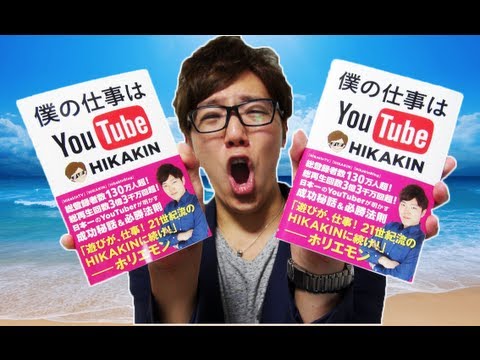 僕の仕事は
YouTube
HIKAKIN
総登録者数130万人超!
総再生回数3億3千万回超!
日本一のYouTuberが明かす
成功秘話&必勝法則
「遊びが、仕事!21世紀流の
HIKAKINに続け!」
——ホリエモン
僕の仕事は
YouTube
HIKAKIN
総登録者数130万人超!
総再生回数3億3千万回超!
日本一のYouTuberが明かす
成功秘話&必勝法則
「遊びが、仕事!21世紀流の
HIKAKINに続け!」
——ホリエモン